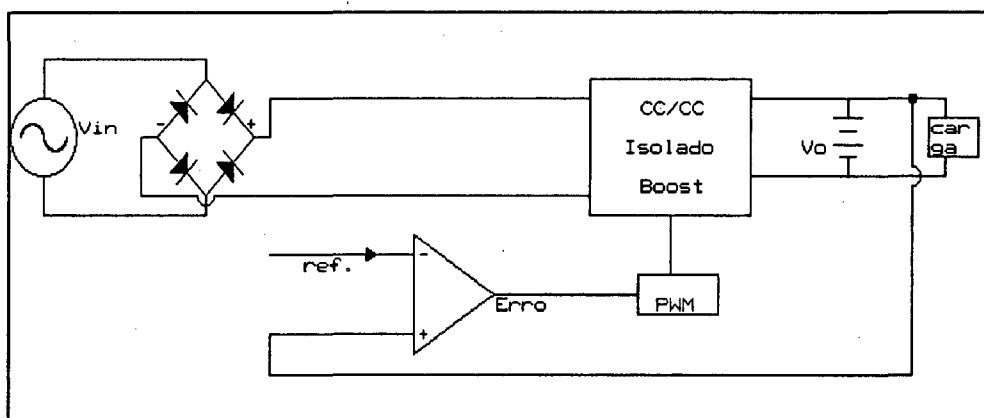 Vin
-
+
CC/CC
Isolado
Boost
Vo
car
ga
ref.
-
+
Erro
PWM